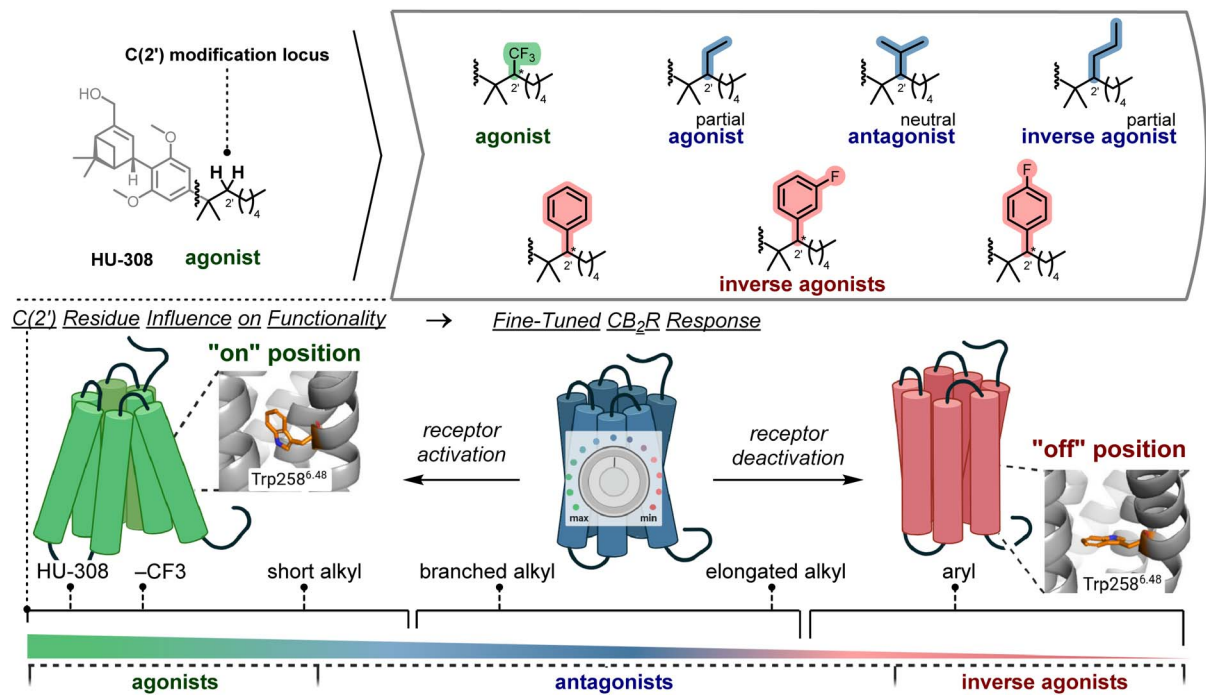 C(2') modification locus
HO
O
H
O
H H
2'
4
HU-308 agonist
CF3
*
2'
4
agonist
2'
4
partial
agonist
2'
4
neutral
antagonist
2'
4
partial
inverse agonist
*
2'
4
F
*
2'
4
F
*
2'
4
inverse agonists
C(2') Residue Influence on Functionality → Fine-Tuned CB2R Response
"on" position
Trp258^6.48
receptor
activation
max min
receptor
deactivation
"off" position
Trp258^6.48
HU-308 –CF3 short alkyl branched alkyl elongated alkyl aryl
agonists antagonists inverse agonists